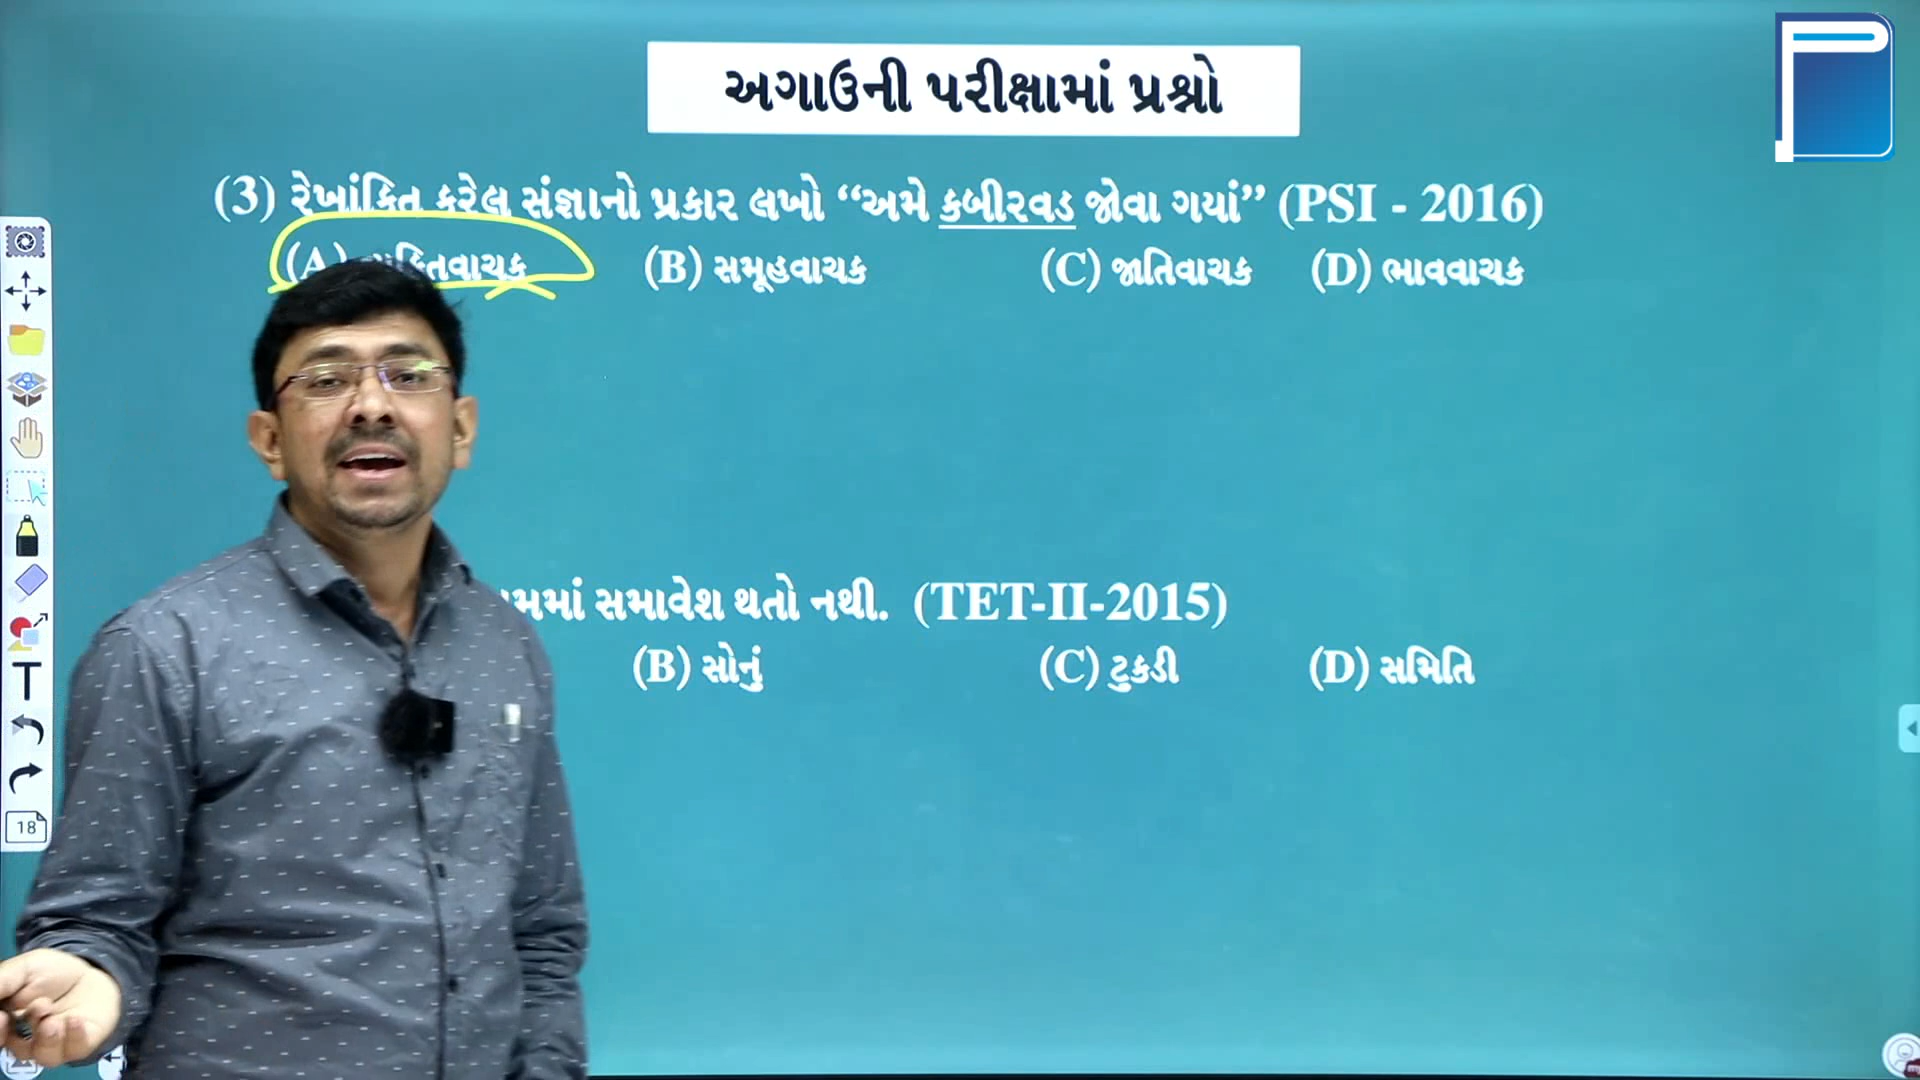 અગાઉની પરીક્ષામાં પ્રશ્નો
(3) રેખાંકિત કરેલ સંજ્ઞાનો પ્રકાર લખો “અમે કબીરવડ જોવા ગયાં” (PSI - 2016)
(A) (B) સમૂહવાચક (C) જાતિવાચક (D) ભાવવાચક
સમાવેશ થતો નથી. (TET-II-2015)
(B) સોનું (C) ટુકડી (D) સમિતિ
T
18